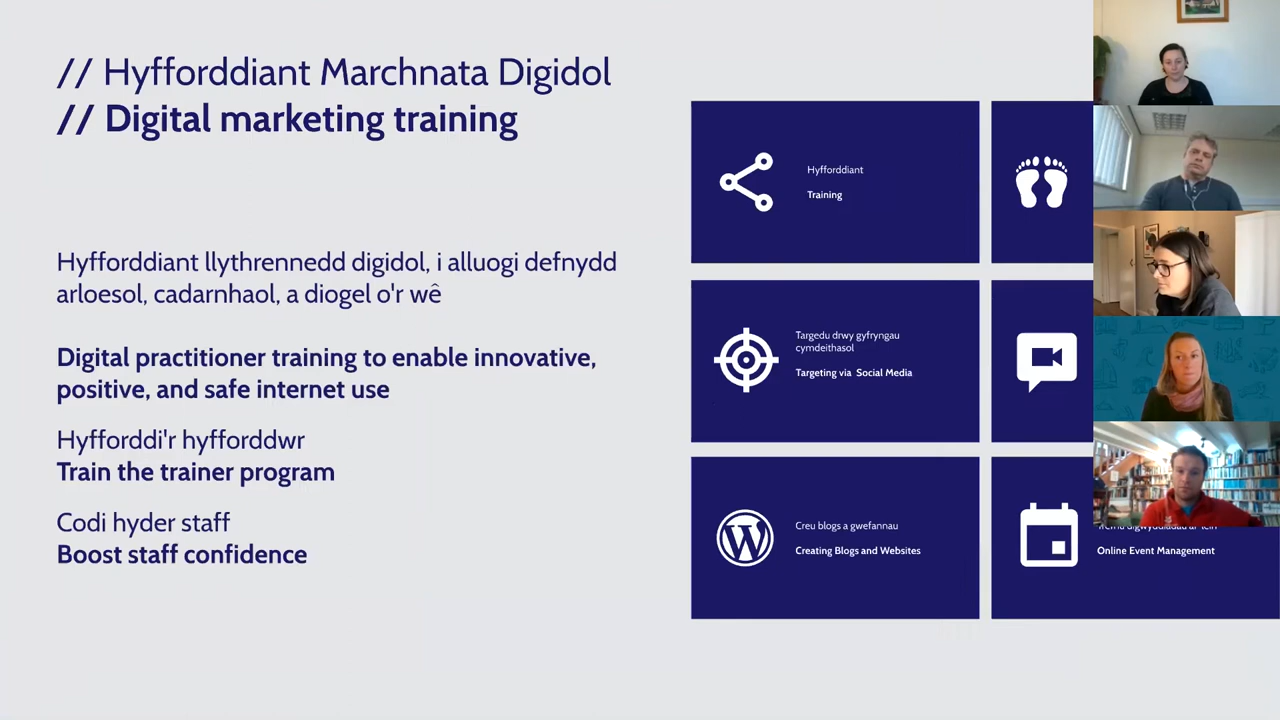 // Hyfforddiant Marchnata Digidol
// Digital marketing training
Hyfforddiant llythrennedd digidol, i alluogi defnydd
arloesol, cadarnhaol, a diogel o'r wê
Digital practitioner training to enable innovative,
positive, and safe internet use
Hyfforddi'r hyfforddwr
Train the trainer program
Codi hyder staff
Boost staff confidence
Hyfforddiant
Training
Targedu drwy gyfryngau
cymdeithasol
Targeting via Social Media
Creu blogs a gwefannau
Creating Blogs and Websites
Online Event Management